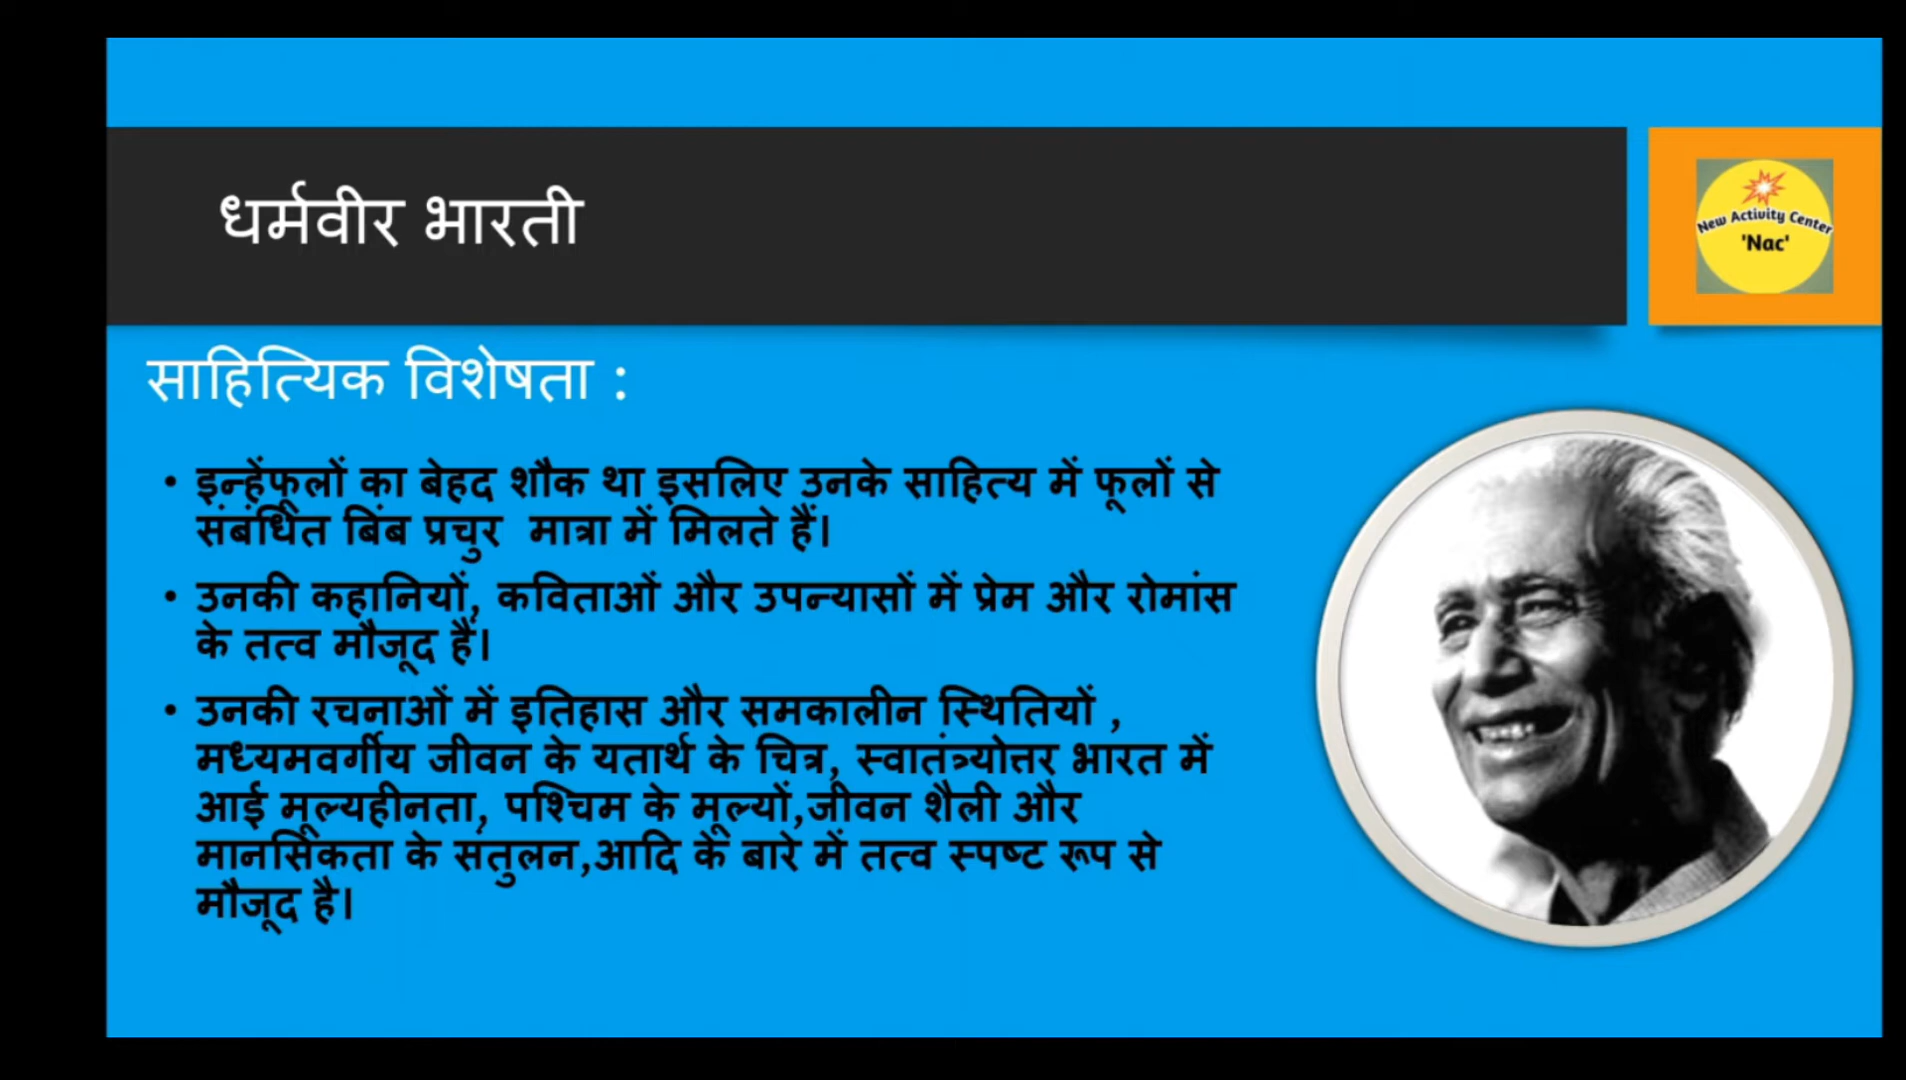 धर्मवीर भारती
New Activity Center
'Nac'
साहित्यिक विशेषता :
• इन्हेंफूलों का बेहद शौक था इसलिए उनके साहित्य में फूलों से
संबंधित बिंब प्रचुर मात्रा में मिलते हैं।
• उनकी कहानियों, कविताओं और उपन्यासों में प्रेम और रोमांस
के तत्व मौजूद हैं।
• उनकी रचनाओं में इतिहास और समकालीन स्थितियों ,
मध्यमवर्गीय जीवन के यतार्थ के चित्र, स्वातंत्र्योत्तर भारत में
आई मूल्यहीनता, पश्चिम के मूल्यों,जीवन शैली और
मानसिकता के संतुलन,आदि के बारे में तत्व स्पष्ट रूप से
मौजूद है।